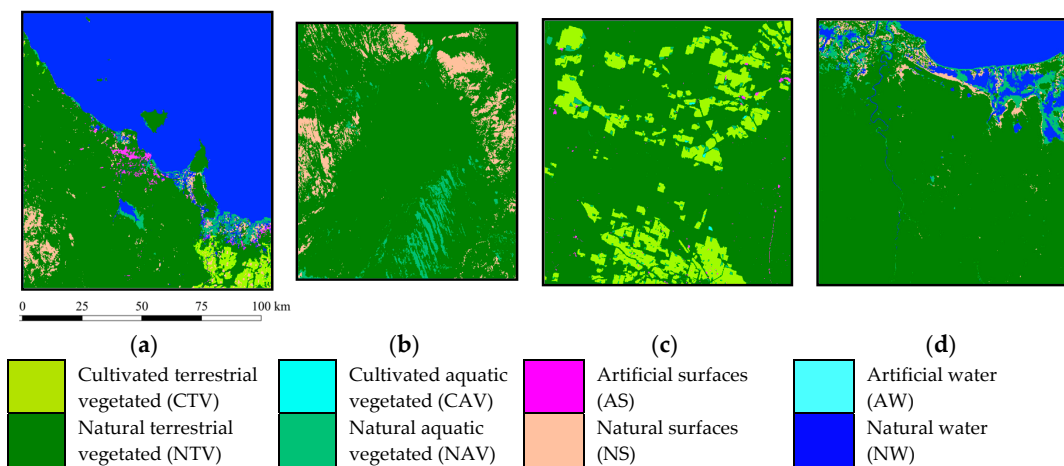 0 25 50 75 100 km
(a) (b) (c) (d)
Cultivated terrestrial vegetated (CTV)
Cultivated aquatic vegetated (CAV)
Artificial surfaces (AS)
Artificial water (AW)
Natural terrestrial vegetated (NTV)
Natural aquatic vegetated (NAV)
Natural surfaces (NS)
Natural water (NW)